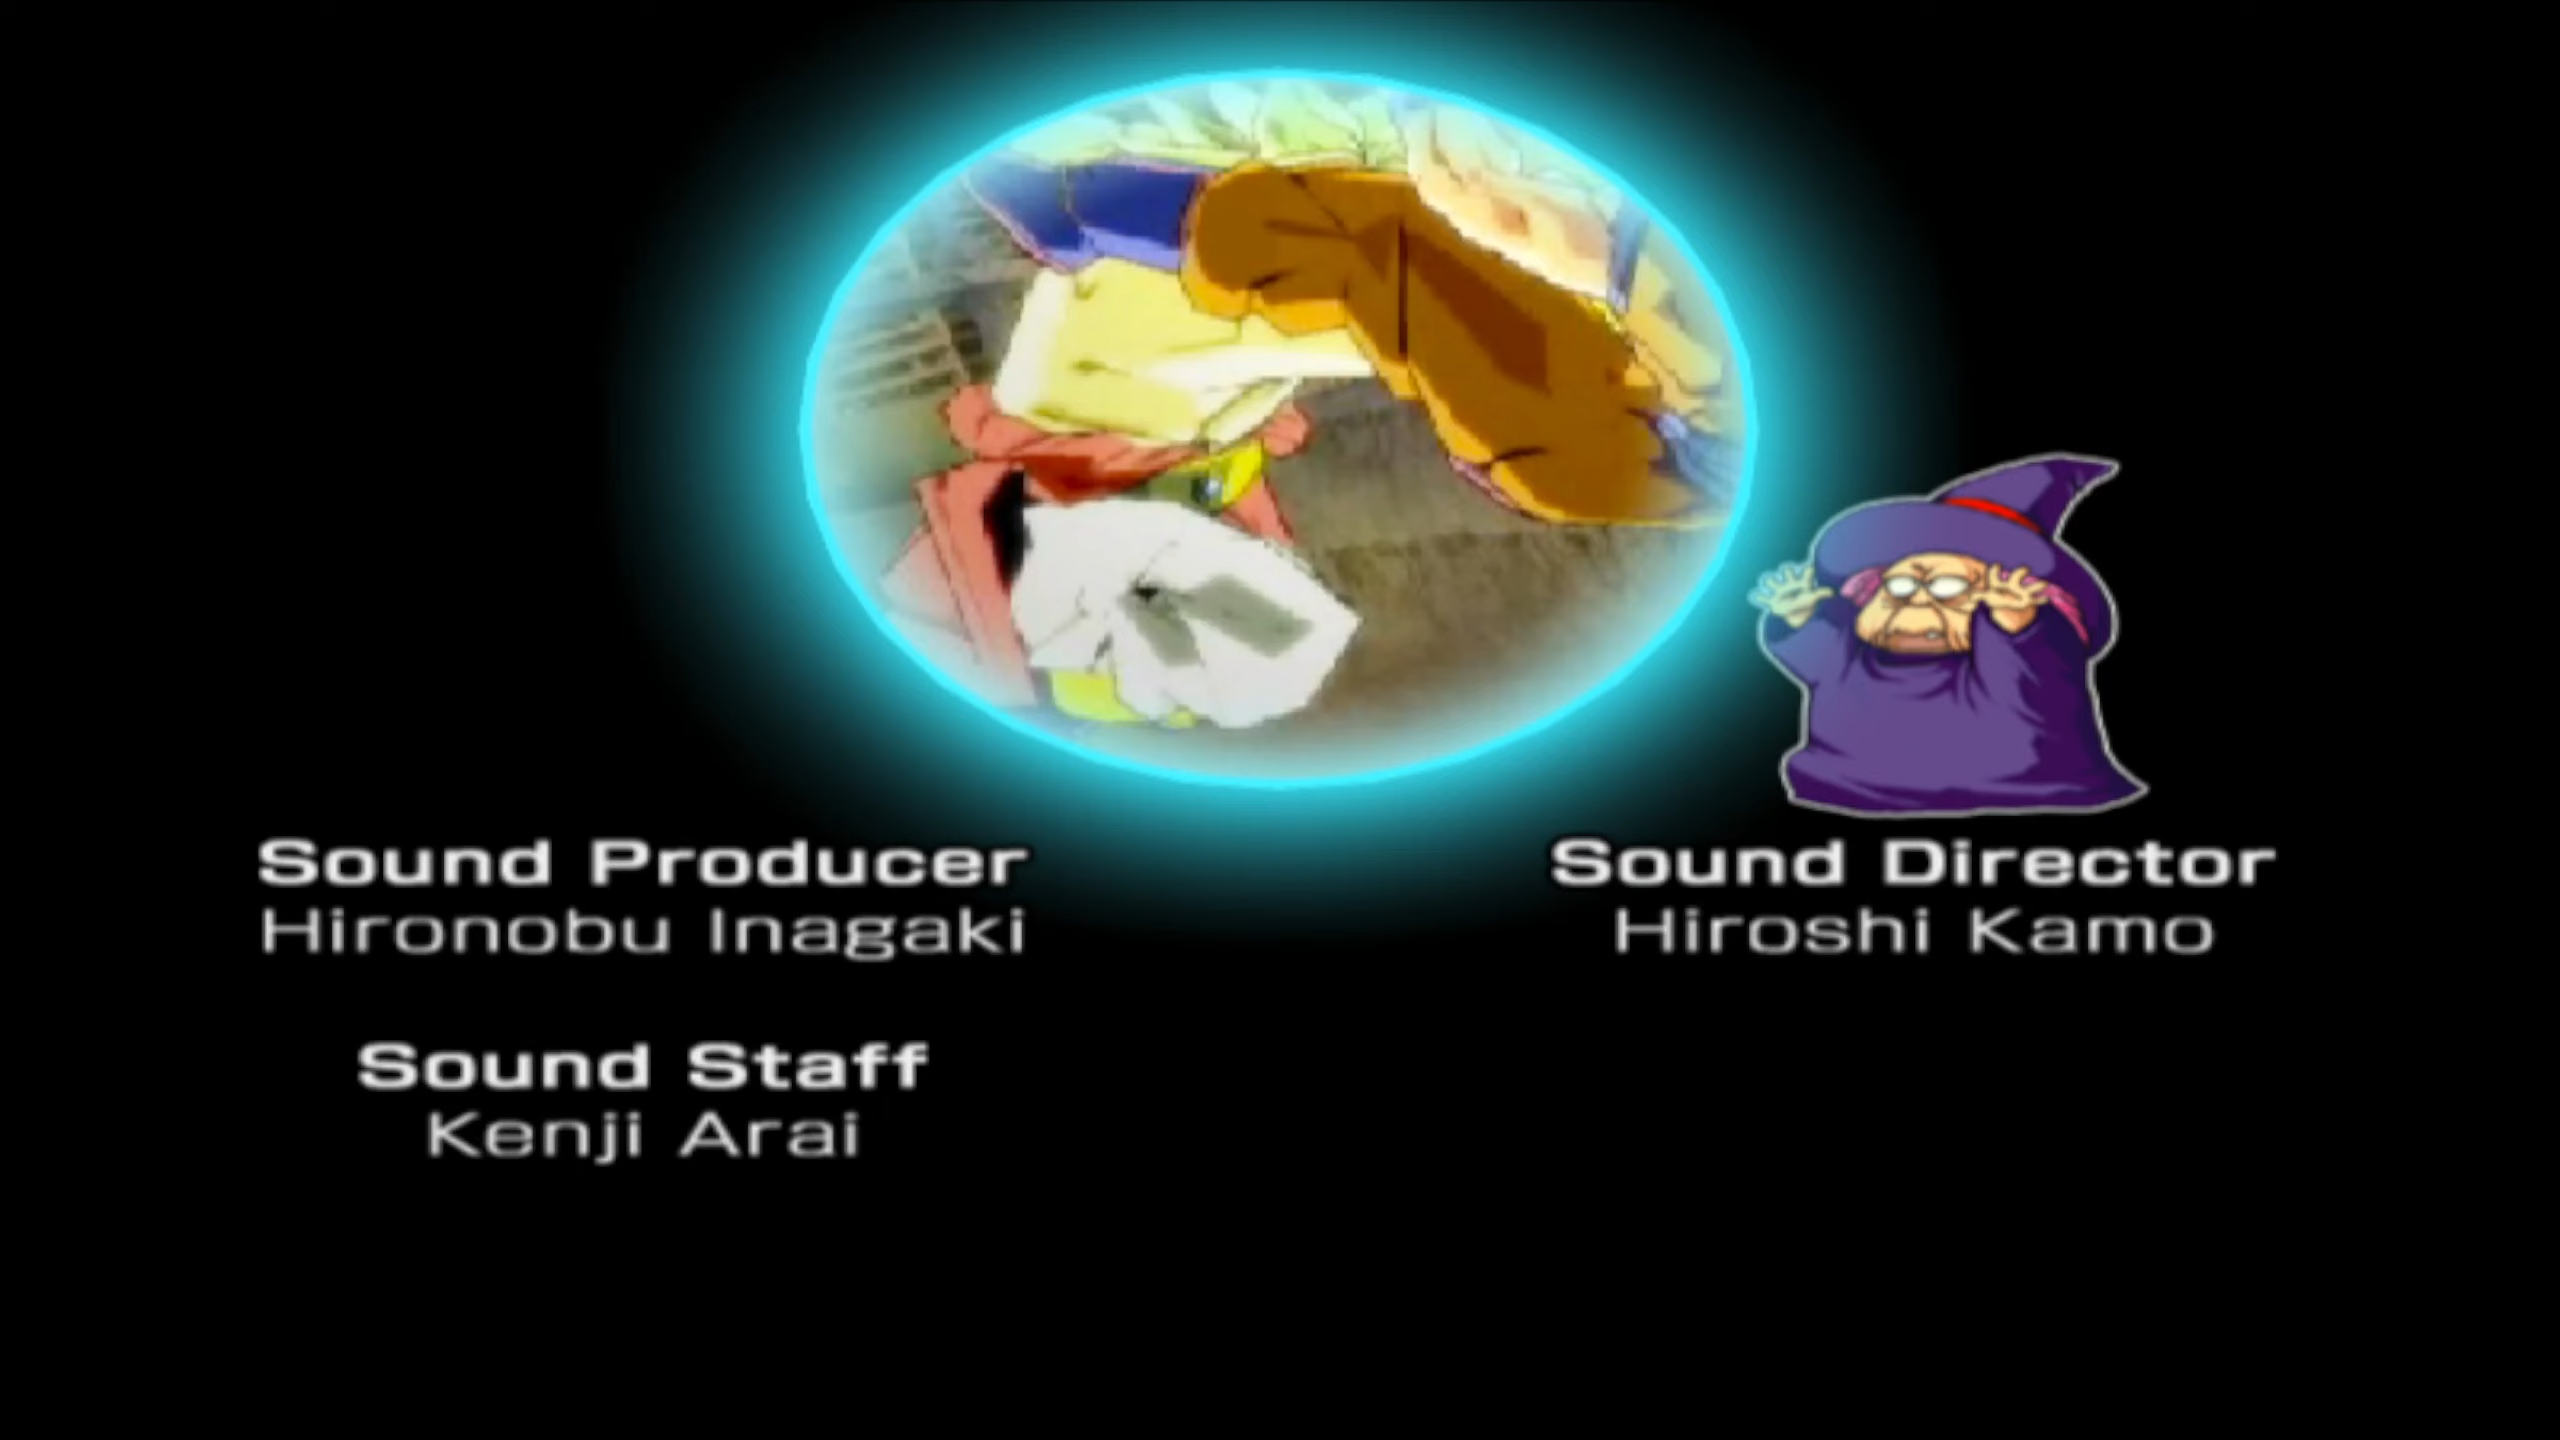 Sound Producer
Hironobu Inagaki
Sound Director
Hiroshi Kamo
Sound Staff
Kenji Arai